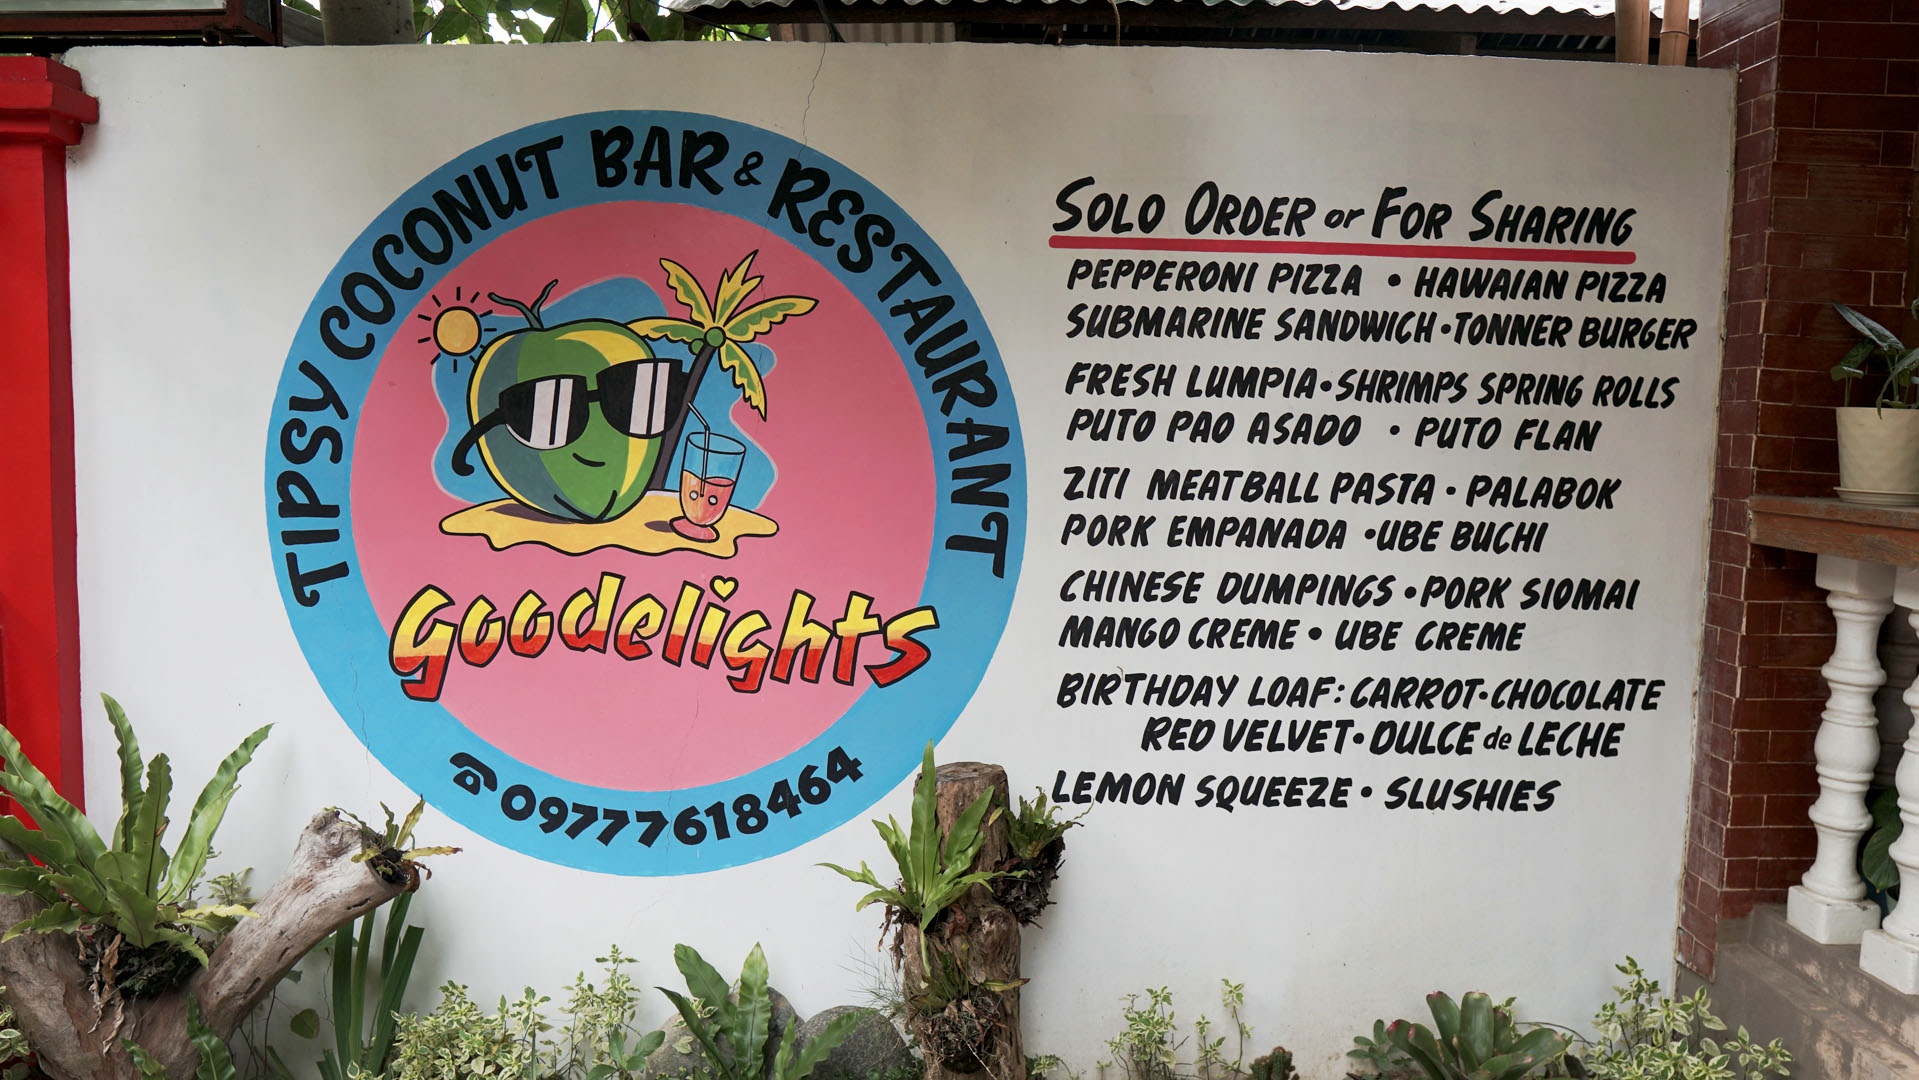 TIPSY COCONUT BAR & RESTAURANT
goodelights
09777618464
SOLO ORDER or FOR SHARING
PEPPERONI PIZZA • HAWAIAN PIZZA
SUBMARINE SANDWICH • TONNER BURGER
FRESH LUMPIA • SHRIMPS SPRING ROLLS
PUTO PAO ASADO • PUTO FLAN
ZITI MEATBALL PASTA • PALABOK
PORK EMPANADA • UBE BUCHI
CHINESE DUMPINGS • PORK SIOMAI
MANGO CREME • UBE CREME
BIRTHDAY LOAF: CARROT • CHOCOLATE
RED VELVET • DULCE de LECHE
LEMON SQUEEZE • SLUSHIES